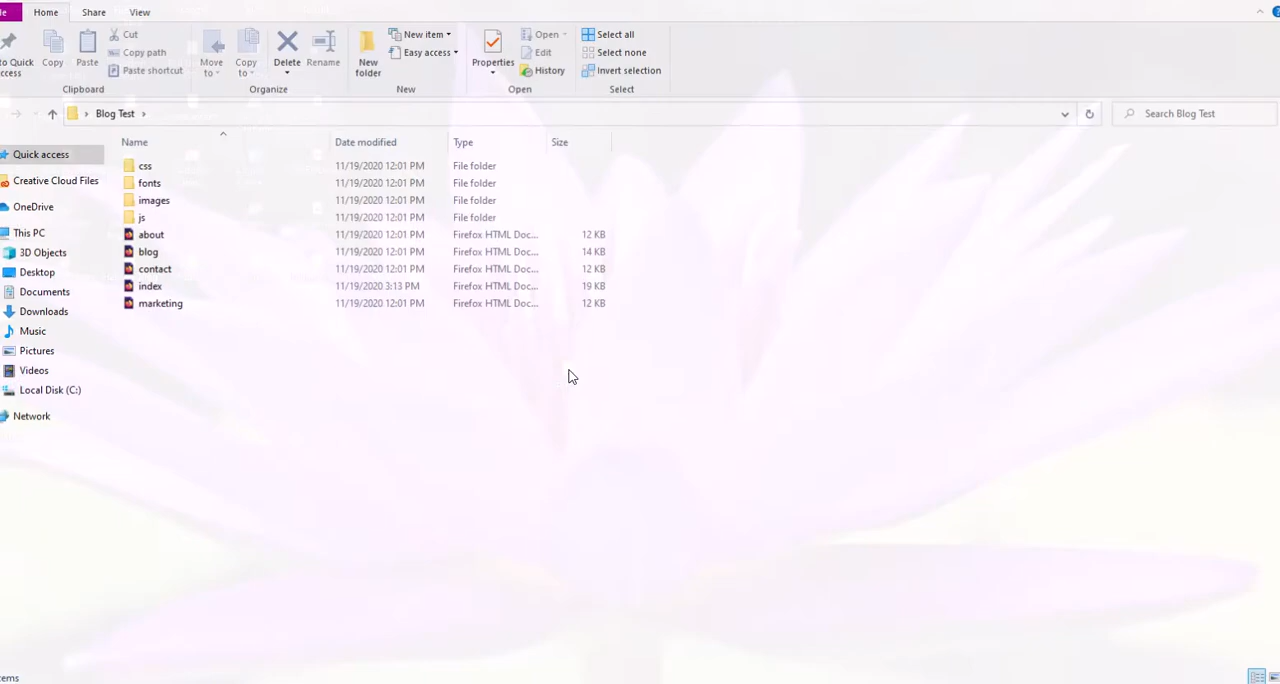 le Home Share View
to Quick access Copy Paste Cut Copy path Paste shortcut Move to Copy to Delete Rename New folder New item Easy access Properties Open Edit History Select all Select none Invert selection
Clipboard Organize New Open Select
Blog Test Search Blog Test
Name Date modified Type Size
Quick access
Creative Cloud Files
OneDrive
This PC
3D Objects
Desktop
Documents
Downloads
Music
Pictures
Videos
Local Disk (C:)
Network
css 11/19/2020 12:01 PM File folder
fonts 11/19/2020 12:01 PM File folder
images 11/19/2020 12:01 PM File folder
js 11/19/2020 12:01 PM File folder
about 11/19/2020 12:01 PM Firefox HTML Doc... 12 KB
blog 11/19/2020 12:01 PM Firefox HTML Doc... 14 KB
contact 11/19/2020 12:01 PM Firefox HTML Doc... 12 KB
index 11/19/2020 3:13 PM Firefox HTML Doc... 19 KB
marketing 11/19/2020 12:01 PM Firefox HTML Doc... 12 KB
tems